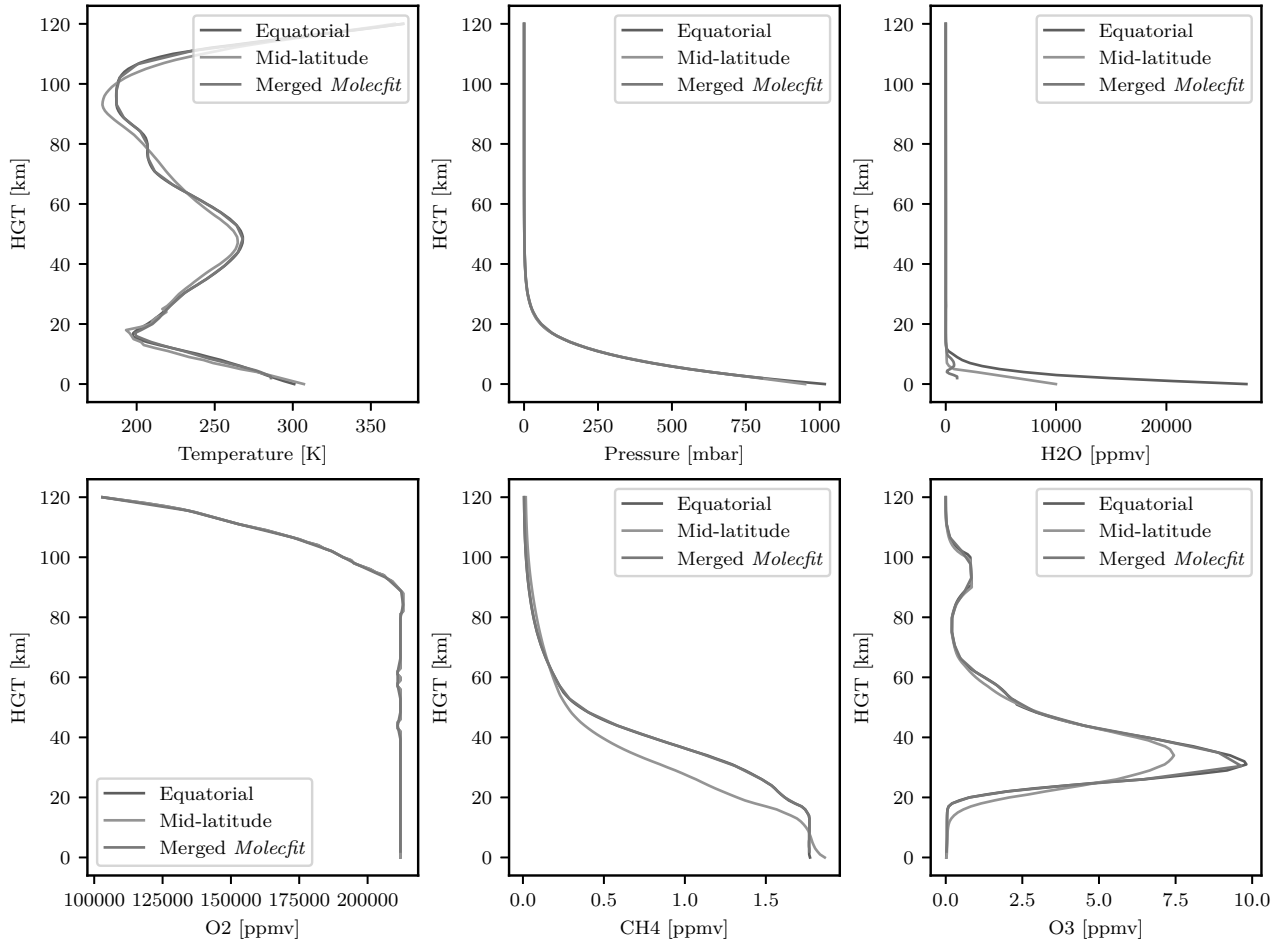 120
100
80
60
40
20
0
HGT [km]
200 250 300 350
Temperature [K]
Equatorial
Mid-latitude
Merged Molecfit
120
100
80
60
40
20
0
HGT [km]
0 250 500 750 1000
Pressure [mbar]
Equatorial
Mid-latitude
Merged Molecfit
120
100
80
60
40
20
0
HGT [km]
0 10000 20000
H2O [ppmv]
Equatorial
Mid-latitude
Merged Molecfit
120
100
80
60
40
20
0
HGT [km]
100000 125000 150000 175000 200000
O2 [ppmv]
Equatorial
Mid-latitude
Merged Molecfit
120
100
80
60
40
20
0
HGT [km]
0.0 0.5 1.0 1.5
CH4 [ppmv]
Equatorial
Mid-latitude
Merged Molecfit
120
100
80
60
40
20
0
HGT [km]
0.0 2.5 5.0 7.5 10.0
O3 [ppmv]
Equatorial
Mid-latitude
Merged Molecfit